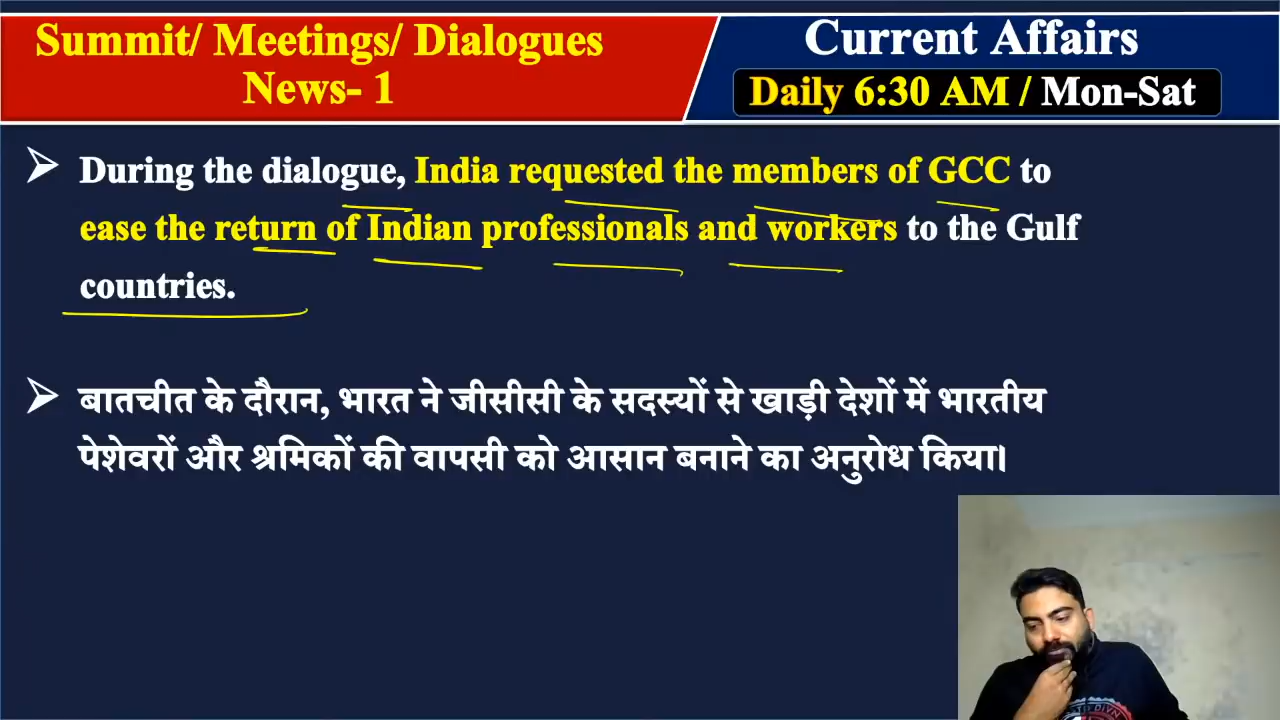 Summit/ Meetings/ Dialogues
News- 1
Current Affairs
Daily 6:30 AM / Mon-Sat
During the dialogue, India requested the members of GCC to
ease the return of Indian professionals and workers to the Gulf
countries.
बातचीत के दौरान, भारत ने जीसीसी के सदस्यों से खाड़ी देशों में भारतीय
पेशेवरों और श्रमिकों की वापसी को आसान बनाने का अनुरोध किया।